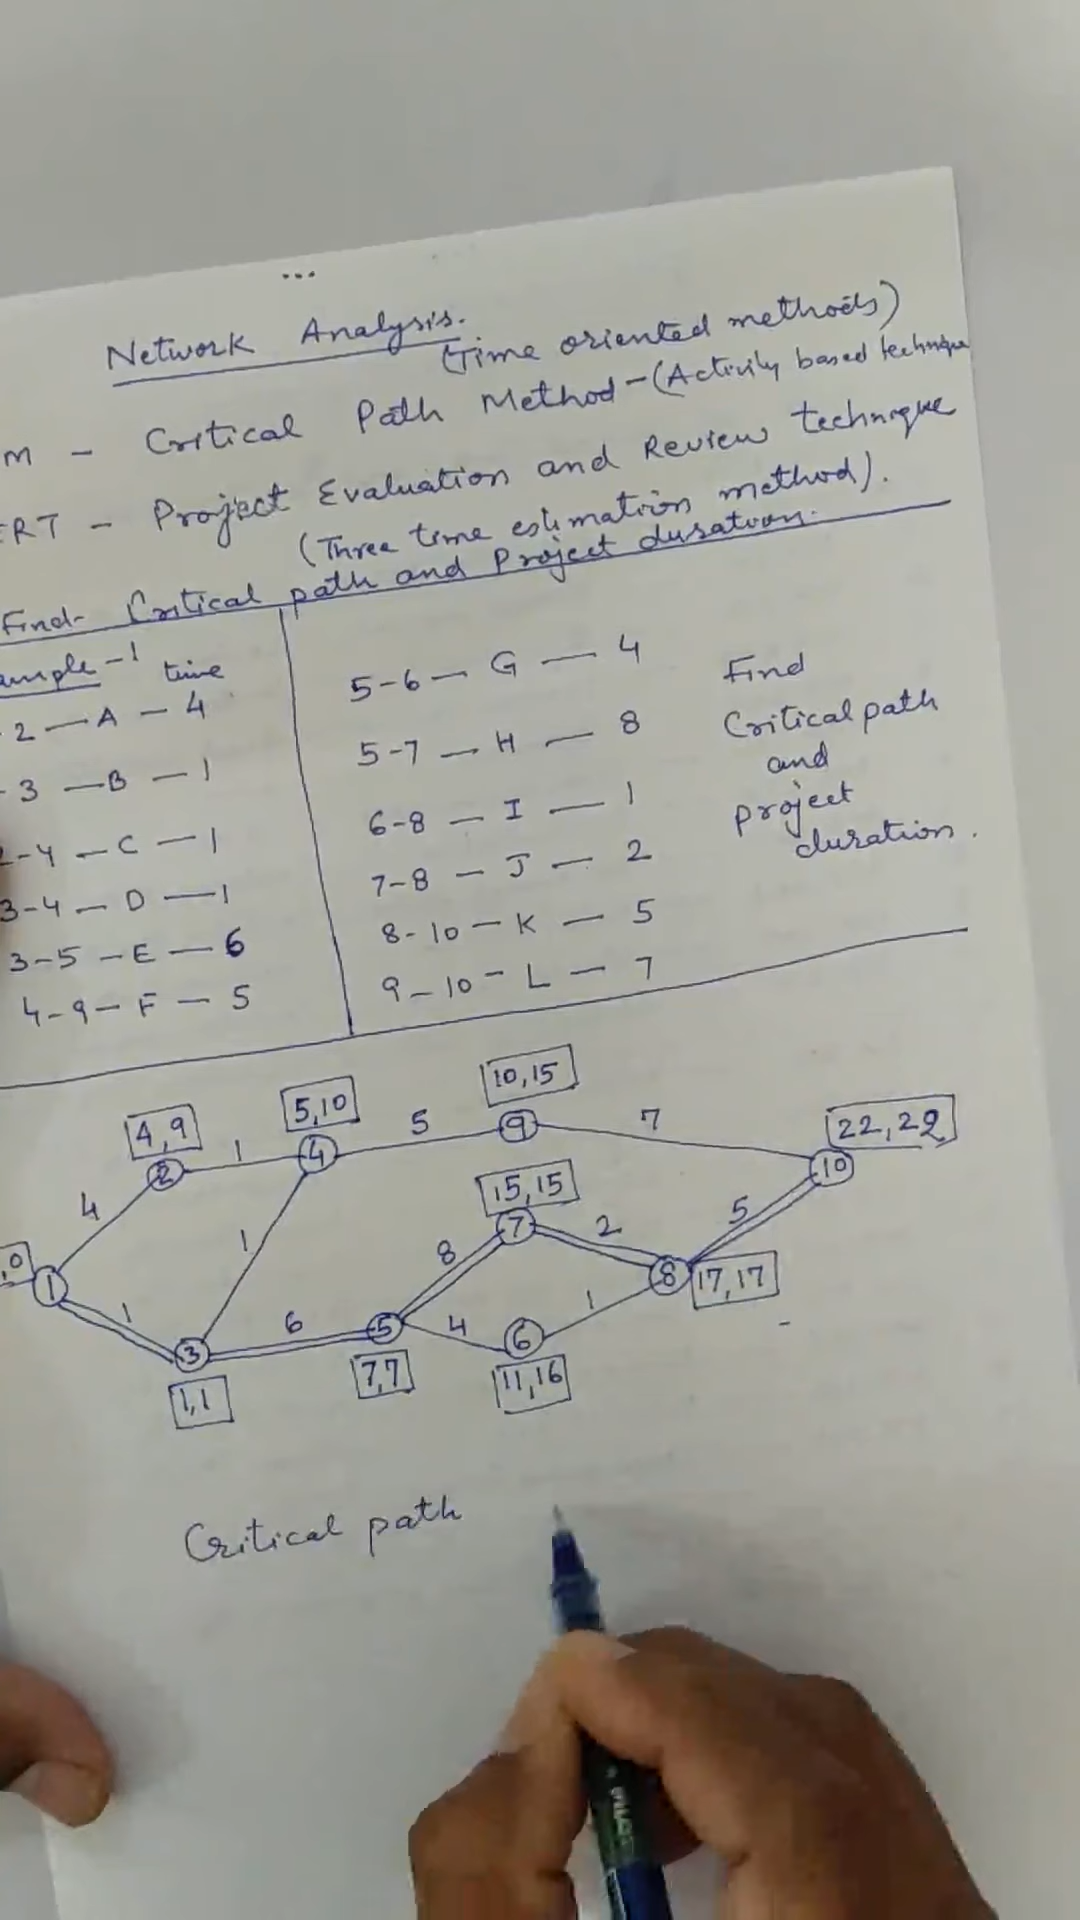 Network Analysis.
(Time oriented methods)
M - Critical Path Method - (Activity based technique
ERT - Project Evaluation and Review technique
(Three time estimation method).
Find- Critical path and Project duration.
ample-1 time
2 — A — 4
- 3 — B — 1
2-4 — C — 1
3-4 — D — 1
3-5 — E — 6
4-9 — F — 5
5-6 — G — 4
5-7 — H — 8
6-8 — I — 1
7-8 — J — 2
8-10 — K — 5
9-10 — L — 7
Find
Critical path
and
project
duration.
10,15
5,10
4,9
22,22
5
7
1
9
4
2
10
15,15
4
7
2
5
1
8
,0
1
8
17,17
1
6
5
4
6
1
3
7,7
11,16
1,1
Critical path